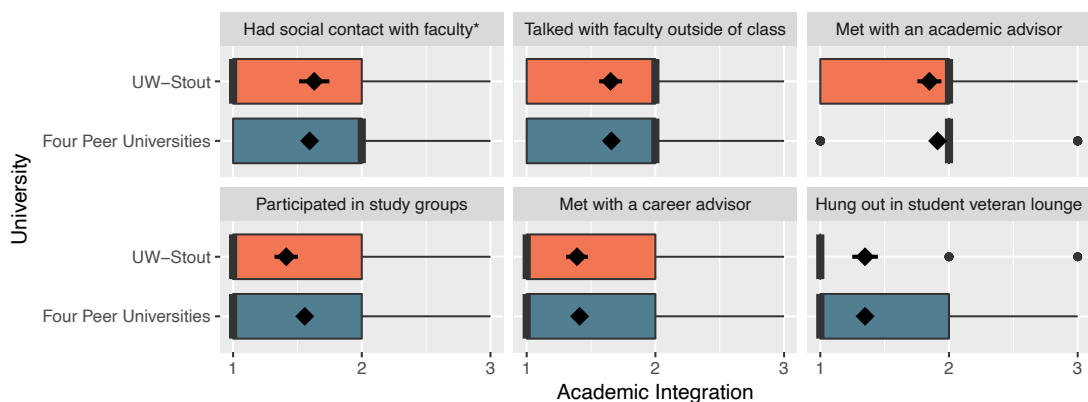 Had social contact with faculty* Talked with faculty outside of class Met with an academic advisor
UW−Stout
Four Peer Universities
Participated in study groups Met with a career advisor Hung out in student veteran lounge
UW−Stout
Four Peer Universities
1 2 3 1 2 3 1 2 3
Academic Integration
University